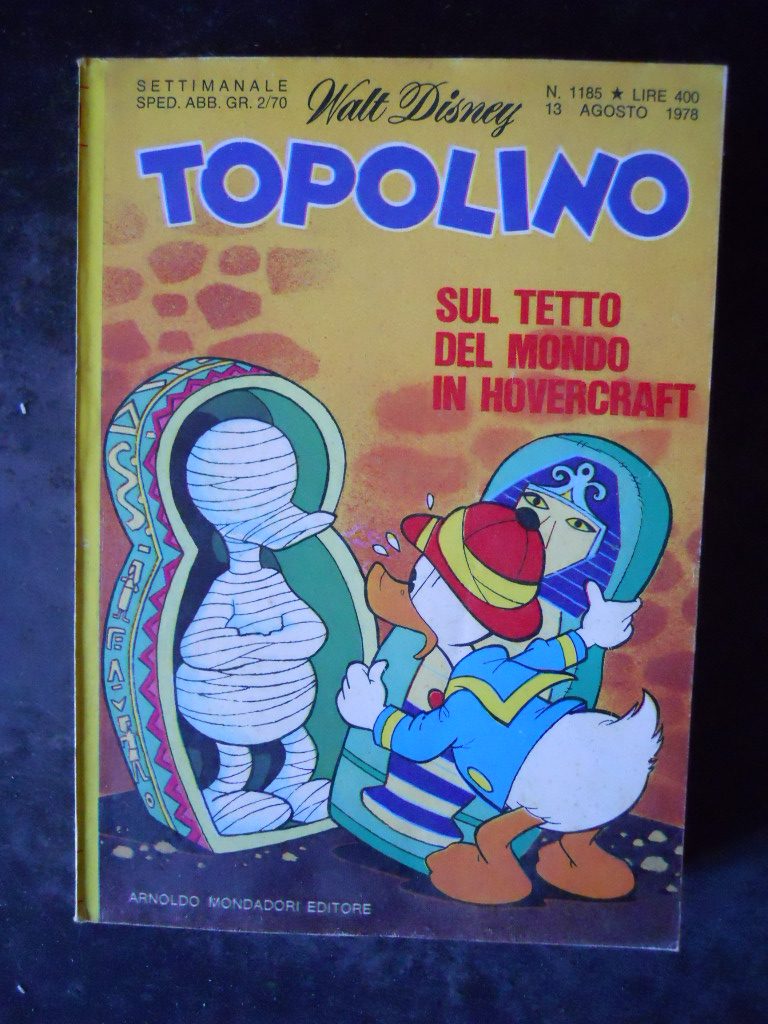 SETTIMANALE
SPED. ABB. GR. 2/70
Walt Disney
N. 1185 ★ LIRE 400
13 AGOSTO 1978
TOPOLINO
SUL TETTO
DEL MONDO
IN HOVERCRAFT
ARNOLDO MONDADORI EDITORE